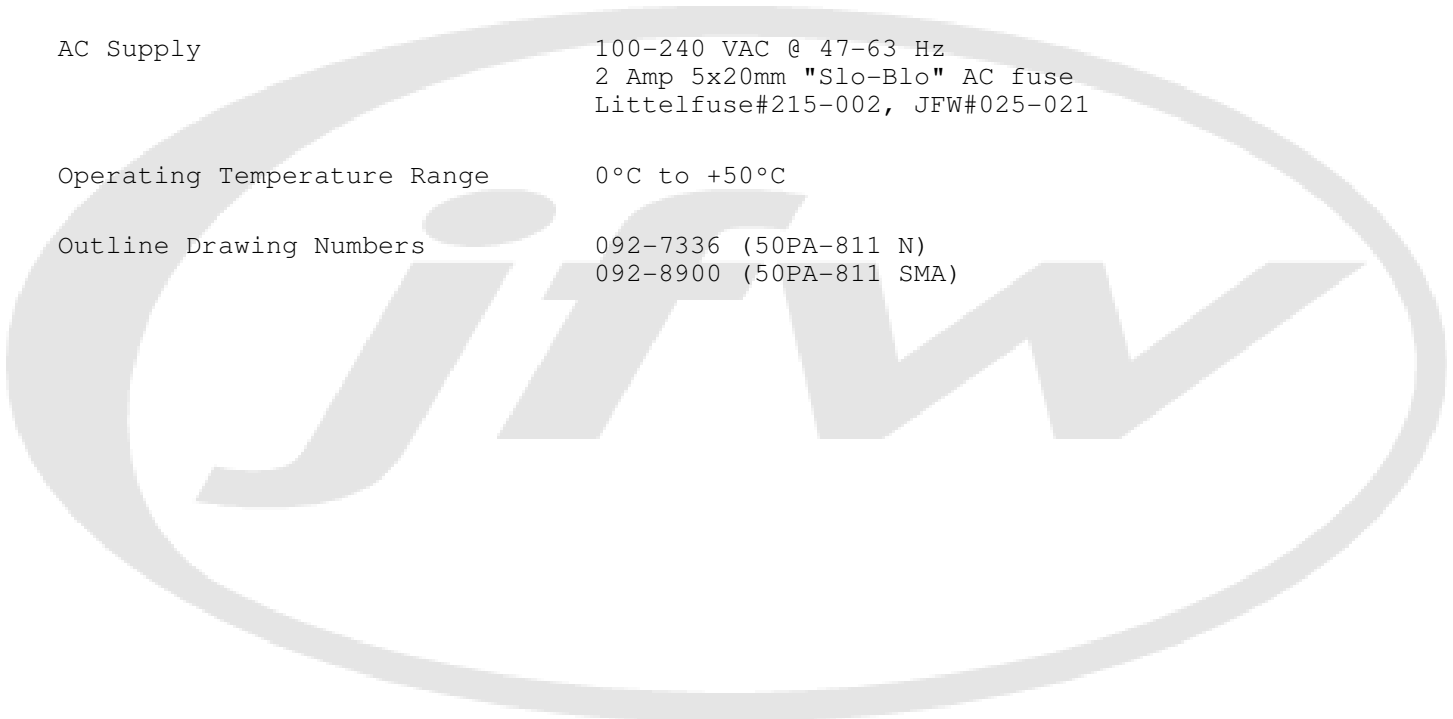 AC Supply 100-240 VAC @ 47-63 Hz
2 Amp 5x20mm "Slo-Blo" AC fuse
Littelfuse#215-002, JFW#025-021
Operating Temperature Range 0°C to +50°C
Outline Drawing Numbers 092-7336 (50PA-811 N)
092-8900 (50PA-811 SMA)
jfw